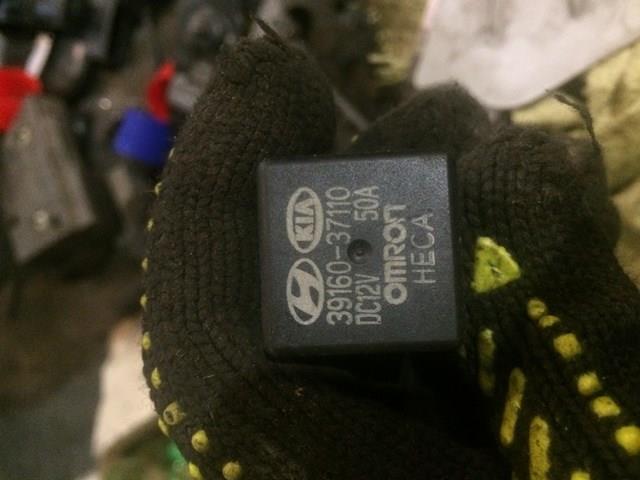 KIA
39160-37110
DC12V 50A
OMRON
HECA